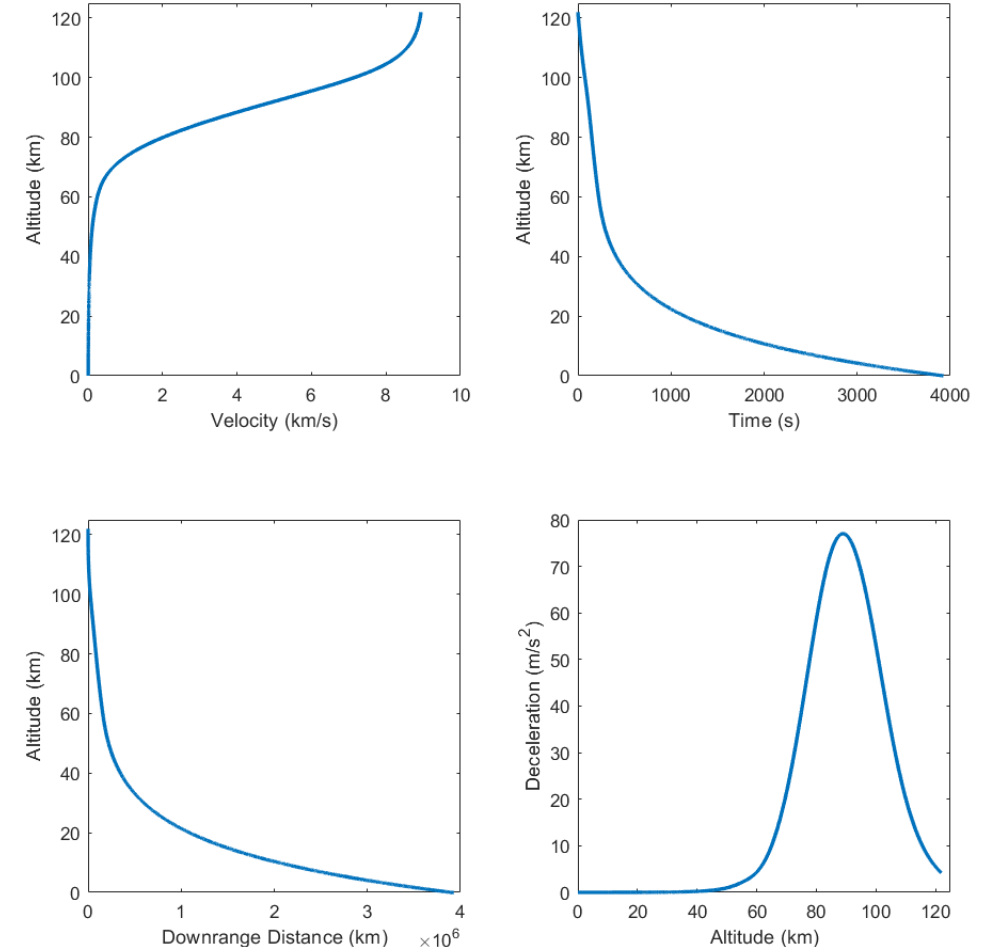 120
100
80
60
40
20
0
Altitude (km)
0 2 4 6 8 10
Velocity (km/s)
120
100
80
60
40
20
0
Altitude (km)
0 1000 2000 3000 4000
Time (s)
120
100
80
60
40
20
0
Altitude (km)
0 1 2 3 4
Downrange Distance (km) ×10⁶
80
70
60
50
40
30
20
10
0
Deceleration (m/s²)
0 20 40 60 80 100 120
Altitude (km)